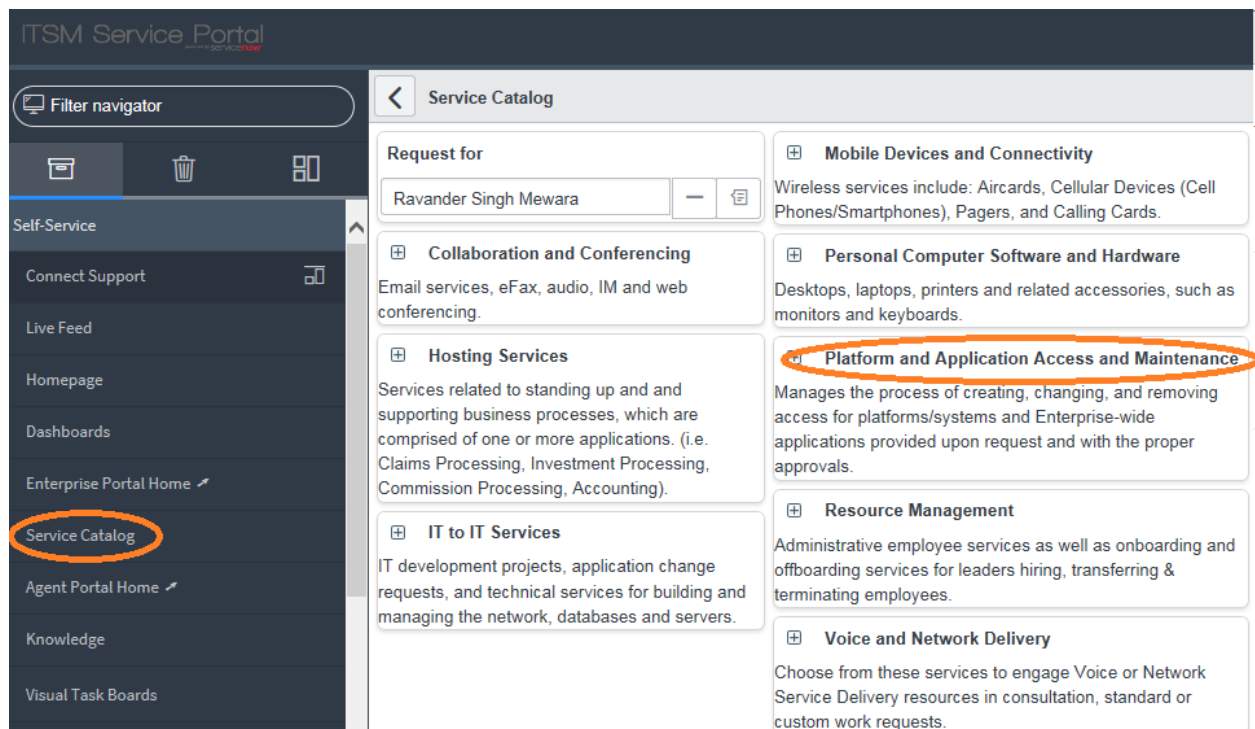 ITSM Service Portal
servicenow
Filter navigator
Self-Service
Connect Support
Live Feed
Homepage
Dashboards
Enterprise Portal Home
Service Catalog
Agent Portal Home
Knowledge
Visual Task Boards
Service Catalog
Request for
Ravander Singh Mewara
Collaboration and Conferencing
Email services, eFax, audio, IM and web
conferencing.
Hosting Services
Services related to standing up and and
supporting business processes, which are
comprised of one or more applications. (i.e.
Claims Processing, Investment Processing,
Commission Processing, Accounting).
IT to IT Services
IT development projects, application change
requests, and technical services for building and
managing the network, databases and servers.
Mobile Devices and Connectivity
Wireless services include: Aircards, Cellular Devices (Cell
Phones/Smartphones), Pagers, and Calling Cards.
Personal Computer Software and Hardware
Desktops, laptops, printers and related accessories, such as
monitors and keyboards.
Platform and Application Access and Maintenance
Manages the process of creating, changing, and removing
access for platforms/systems and Enterprise-wide
applications provided upon request and with the proper
approvals.
Resource Management
Administrative employee services as well as onboarding and
offboarding services for leaders hiring, transferring &
terminating employees.
Voice and Network Delivery
Choose from these services to engage Voice or Network
Service Delivery resources in consultation, standard or
custom work requests.